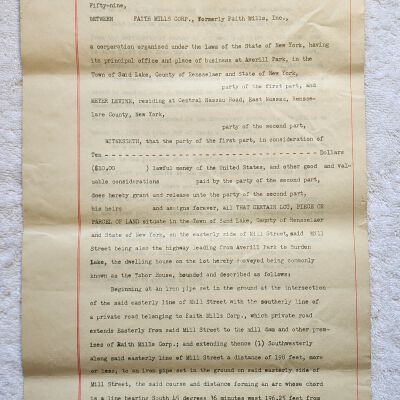 Fifty-nine,
BETWEEN FAITH MILLS CORP., formerly Faith Mills, Inc.,
a corporation organized under the laws of the State of New York, having
its principal office and place of business at Averill Park, in the
Town of Sand Lake, County of Rensselaer and State of New York,
party of the first part, and
MEYER LEVINE, residing at Central Nassau Road, East Nassau, Rensse-
laer County, New York,
party of the second part,
WITNESSETH, that the party of the first part, in consideration of
Ten - - - - - - - - - - - - - - - - - - - - - - - - - - - - Dollars
($10.00 ) lawful money of the United States, and other good and val-
uable considerations paid by the party of the second part,
does hereby grant and release unto the party of the second part,
his heirs and assigns forever, ALL THAT CERTAIN LOT, PIECE OR
PARCEL OF LAND situate in the Town of Sand Lake, County of Rensselaer
and State of New York, on the easterly side of Mill Street, said Mill
Street being also the highway leading from Averill Park to Burden
Lake, the dwelling house on the lot hereby conveyed being commonly
known as the Tabor House, bounded and described as follows:
Beginning at an iron pipe set in the ground at the intersection
of the said easterly line of Mill Street with the southerly line of
a private road belonging to Faith Mills Corp., which private road
extends Easterly from said Mill Street to the mill dam and other prem-
ises of Faith Mills Corp.; and extending thence (1) Southwesterly
along said easterly line of Mill Street a distance of 198 feet, more
or less, to an iron pipe set in the ground on said easterly side of
Mill Street, the said course and distance forming an arc whose chord
is a line bearing South 45 degrees 36 minutes west 196.25 feet from